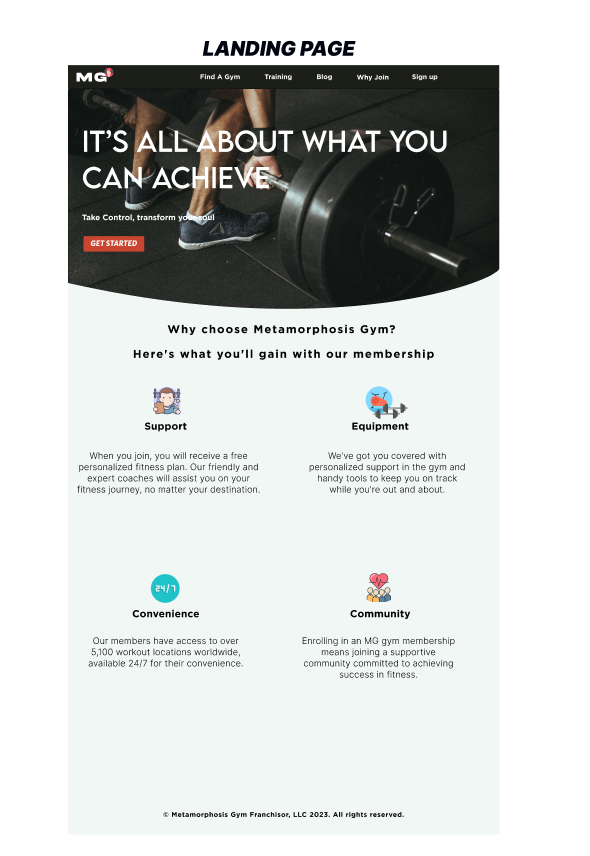 LANDING PAGE
MG
Find A Gym Training Blog Why Join Sign up
IT'S ALL ABOUT WHAT YOU
CAN ACHIEVE
Take Control, transform your soul
GET STARTED
Why choose Metamorphosis Gym?
Here's what you'll gain with our membership
Support
When you join, you will receive a free
personalized fitness plan. Our friendly and
expert coaches will assist you on your
fitness journey, no matter your destination.
Equipment
We've got you covered with
personalized support in the gym and
handy tools to keep you on track
while you're out and about.
24/7
Convenience
Our members have access to over
5,100 workout locations worldwide,
available 24/7 for their convenience.
Community
Enrolling in an MG gym membership
means joining a supportive
community committed to achieving
success in fitness.
© Metamorphosis Gym Franchisor, LLC 2023. All rights reserved.